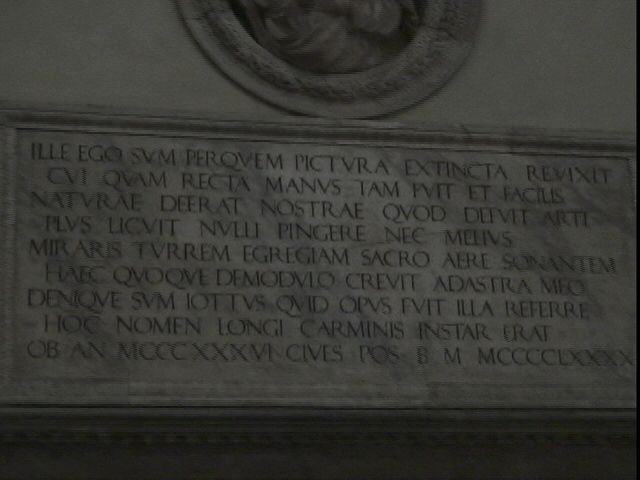 ILLE EGO SVM PERQVEM PICTVRA EXTINCTA REVIXIT
CVI QVAM RECTA MANVS TAM FVIT ET FACILIS
NATVRAE DEERAT NOSTRAE QVOD DEFVIT ARTI
PLVS LICVIT NVLLI PINGERE NEC MELIVS
MIRARIS TVRREM EGREGIAM SACRO AERE SONANTEM
HAEC QVOQVE DE MODVLO CREVIT AD ASTRA MEO
DENIQVE SVM IOTTVS QVID OPVS FVIT ILLA REFERRE
HOC NOMEN LONGI CARMINIS INSTAR ERAT
OB AN MCCCXXXVI CIVES POS B M MCCCCLXXXX